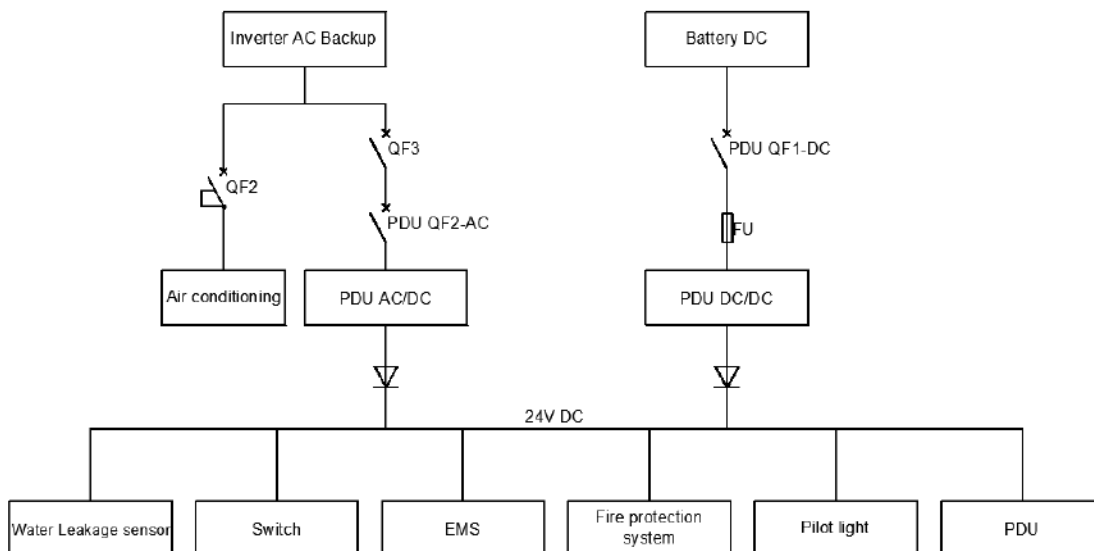 Inverter AC Backup
Battery DC
QF3
PDU QF1-DC
QF2
PDU QF2-AC
FU
Air conditioning
PDU AC/DC
PDU DC/DC
24V DC
Water Leakage sensor
Switch
EMS
Fire protection
system
Pilot light
PDU